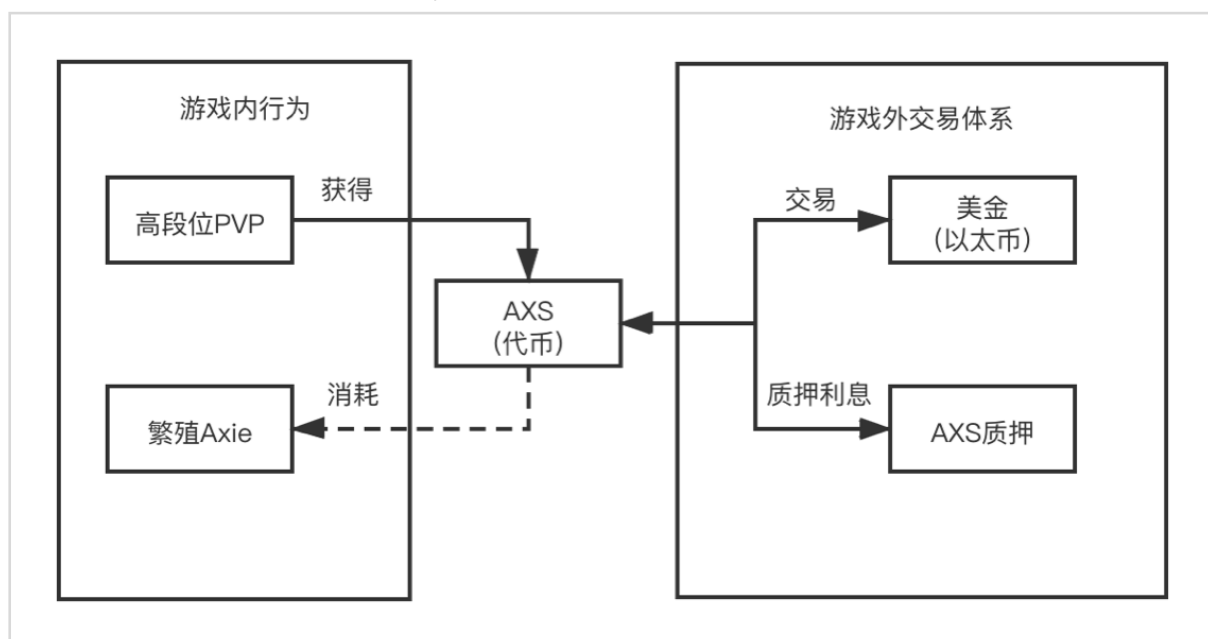 游戏内行为
高段位PVP
获得
繁殖Axie
消耗
AXS
(代币)
游戏外交易体系
交易
美金
(以太币)
质押利息
AXS质押